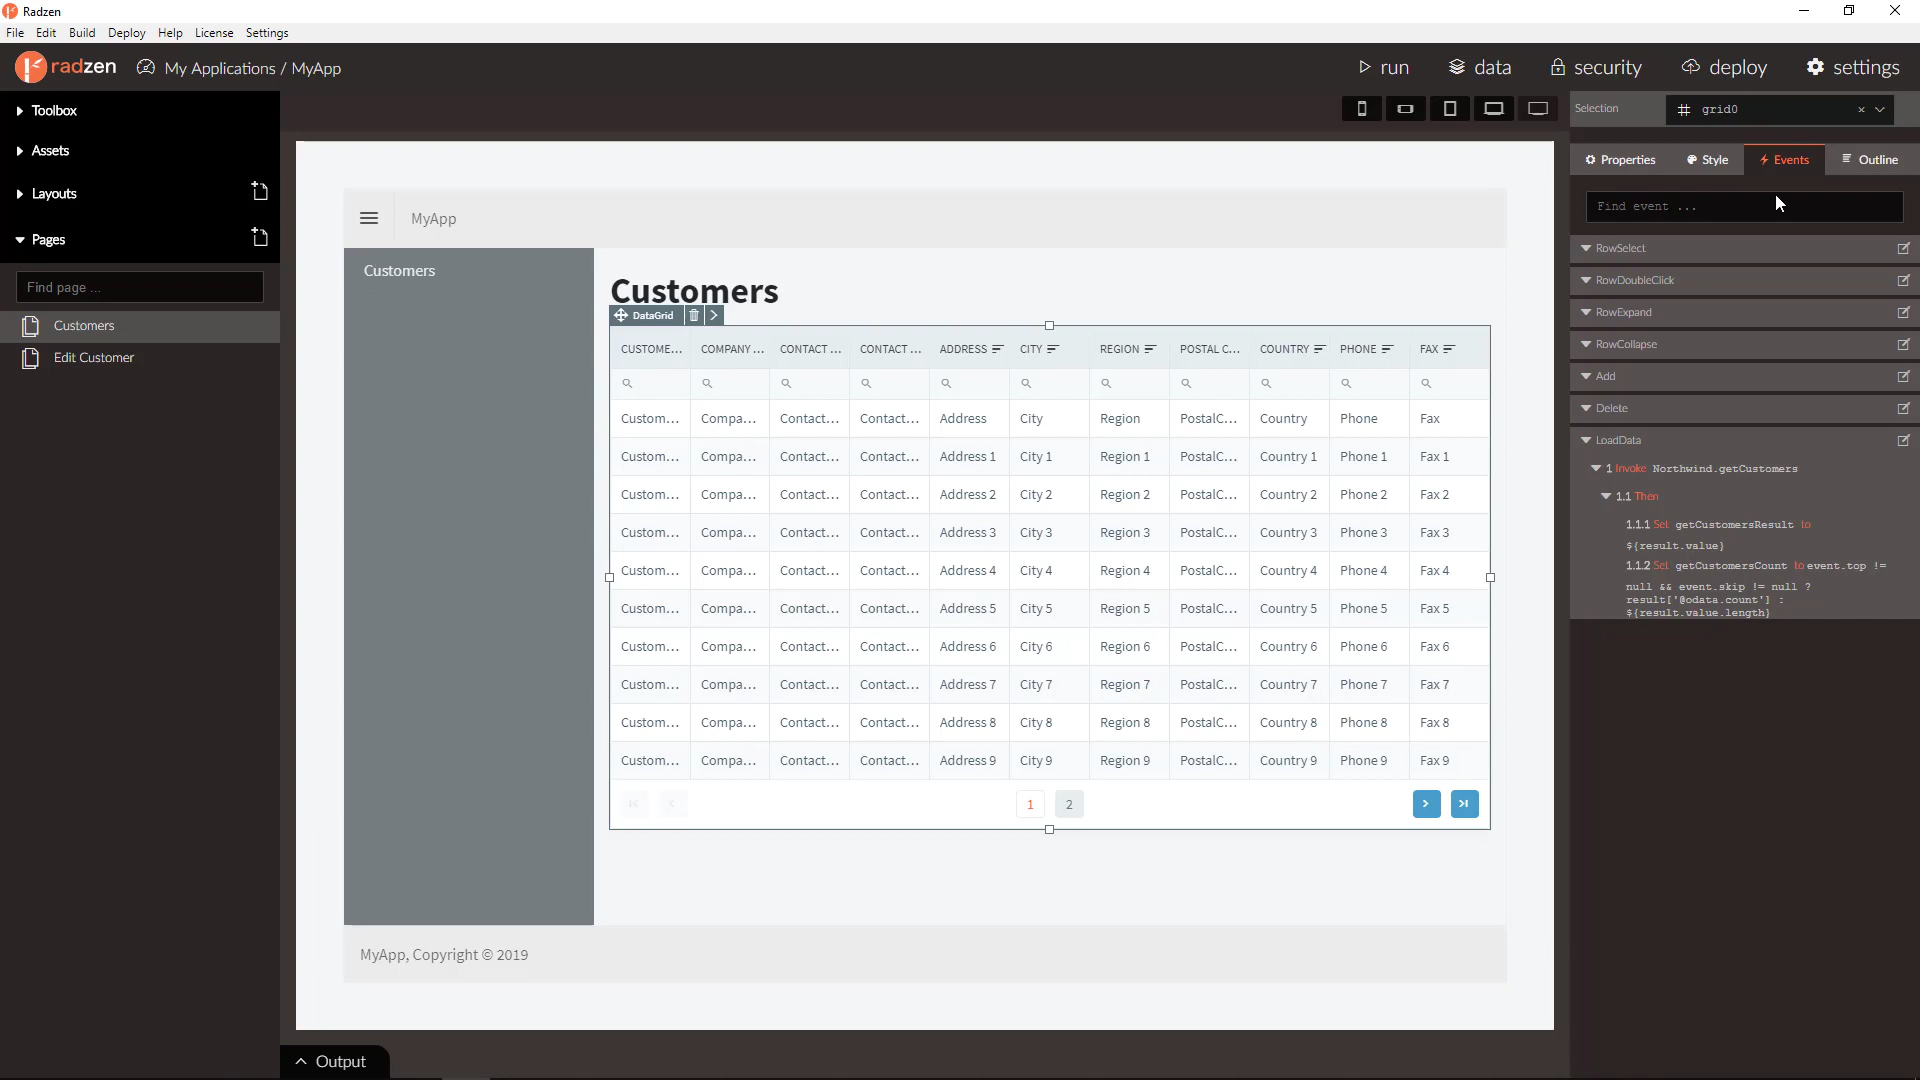 Radzen
File Edit Build Deploy Help License Settings
radzen My Applications / MyApp run data security deploy settings
Toolbox
Assets
Layouts
Pages
Find page ...
Customers
Edit Customer
Selection grid0
Properties Style Events Outline
Find event ...
RowSelect
RowDoubleClick
RowExpand
RowCollapse
Add
Delete
LoadData
1 Invoke Northwind.getCustomers
1.1 Then
1.1.1 Set getCustomersResult to
${result.value}
1.1.2 Set getCustomersCount to event.top !=
null && event.skip != null ?
result['@odata.count'] :
${result.value.length}
MyApp
Customers
Customers
DataGrid
CUSTOME... COMPANY ... CONTACT ... CONTACT ... ADDRESS CITY REGION POSTAL C... COUNTRY PHONE FAX
Custom... Compa... Contact... Contact... Address City Region PostalC... Country Phone Fax
Custom... Compa... Contact... Contact... Address 1 City 1 Region 1 PostalC... Country 1 Phone 1 Fax 1
Custom... Compa... Contact... Contact... Address 2 City 2 Region 2 PostalC... Country 2 Phone 2 Fax 2
Custom... Compa... Contact... Contact... Address 3 City 3 Region 3 PostalC... Country 3 Phone 3 Fax 3
Custom... Compa... Contact... Contact... Address 4 City 4 Region 4 PostalC... Country 4 Phone 4 Fax 4
Custom... Compa... Contact... Contact... Address 5 City 5 Region 5 PostalC... Country 5 Phone 5 Fax 5
Custom... Compa... Contact... Contact... Address 6 City 6 Region 6 PostalC... Country 6 Phone 6 Fax 6
Custom... Compa... Contact... Contact... Address 7 City 7 Region 7 PostalC... Country 7 Phone 7 Fax 7
Custom... Compa... Contact... Contact... Address 8 City 8 Region 8 PostalC... Country 8 Phone 8 Fax 8
Custom... Compa... Contact... Contact... Address 9 City 9 Region 9 PostalC... Country 9 Phone 9 Fax 9
1 2
MyApp, Copyright © 2019
Output